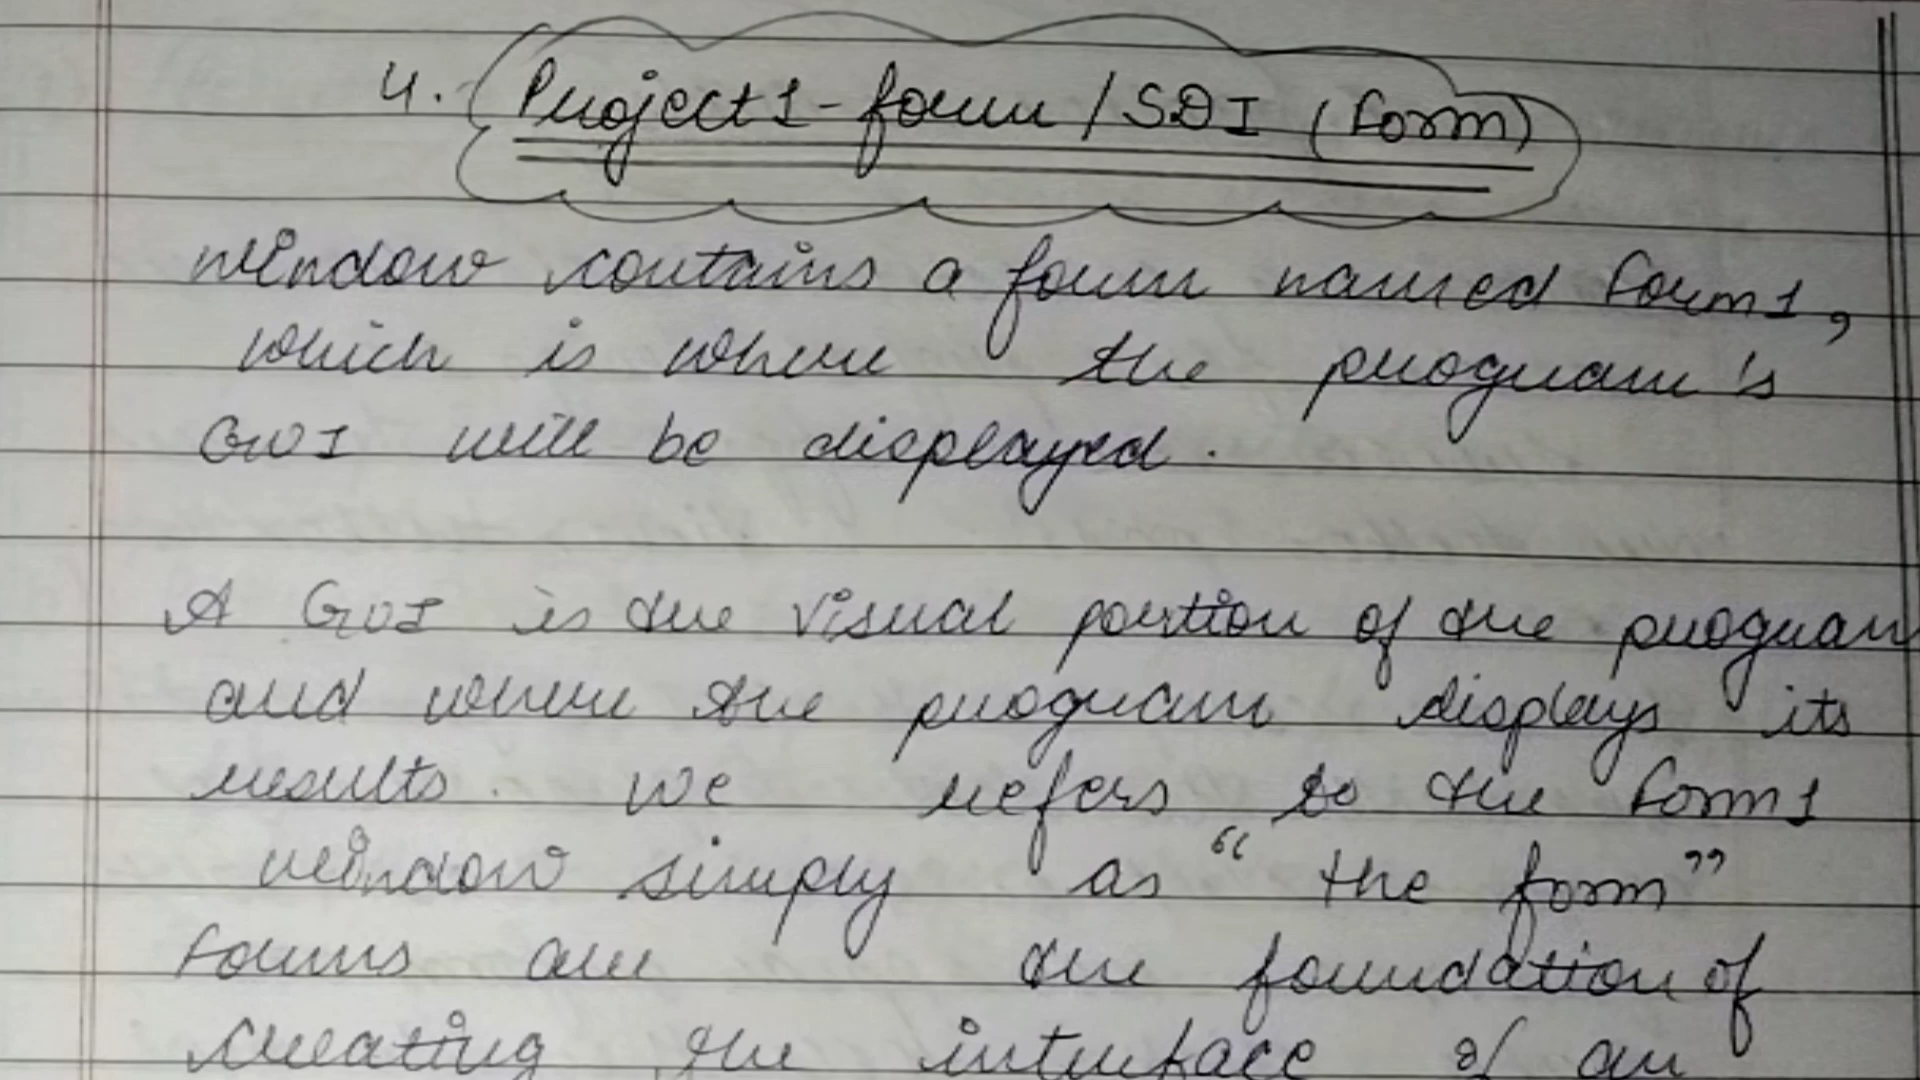 4. Project1-form/SDI (form)
window contains a form named form1,
which is where the program's
GUI will be displayed.
A GUI is the visual portion of the program
and where the program displays its
results. we refers to the form1
window simply as "the form"
forms are the foundation of
creating the interface of an